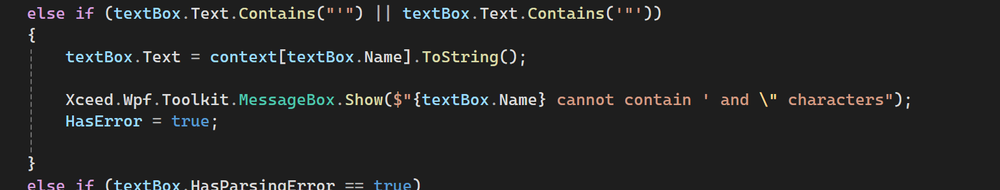 else if (textBox.Text.Contains("'") || textBox.Text.Contains('"'))
{
textBox.Text = context[textBox.Name].ToString();
Xceed.Wpf.Toolkit.MessageBox.Show($"{textBox.Name} cannot contain ' and \" characters");
HasError = true;
}
else if (textBox.HasParsingError == true)